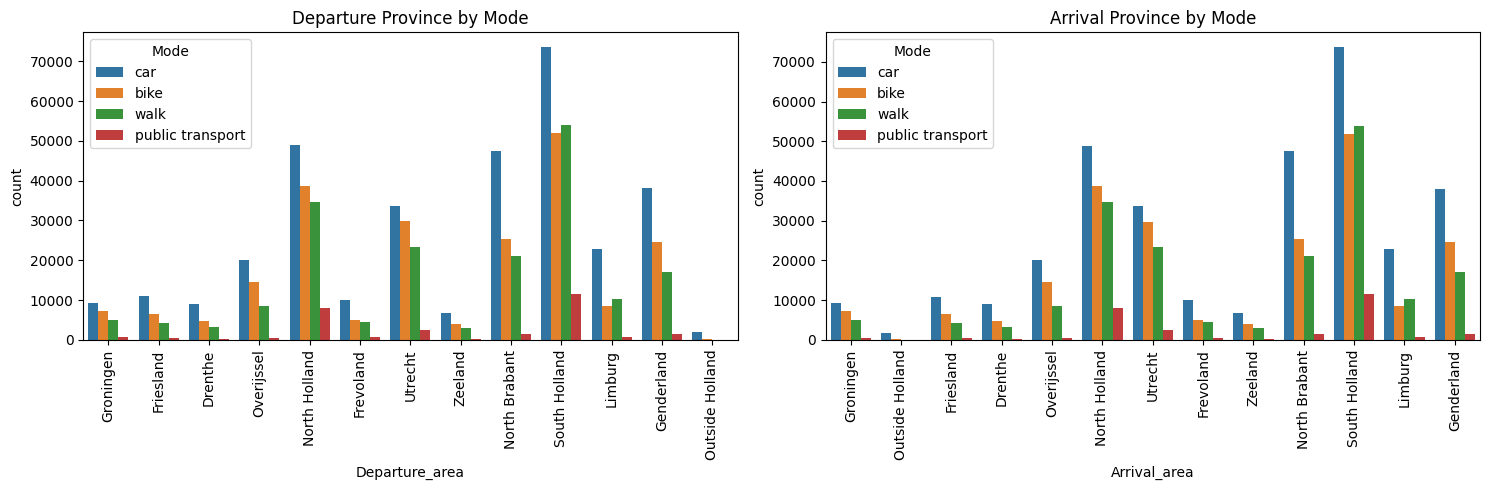 Departure Province by Mode
Mode
car
bike
walk
public transport
count
70000
60000
50000
40000
30000
20000
10000
0
Groningen
Friesland
Drenthe
Overijssel
North Holland
Frevoland
Utrecht
Zeeland
North Brabant
South Holland
Limburg
Genderland
Outside Holland
Departure_area
Arrival Province by Mode
Mode
car
bike
walk
public transport
count
70000
60000
50000
40000
30000
20000
10000
0
Groningen
Outside Holland
Friesland
Drenthe
Overijssel
North Holland
Utrecht
Frevoland
Zeeland
North Brabant
South Holland
Limburg
Genderland
Arrival_area